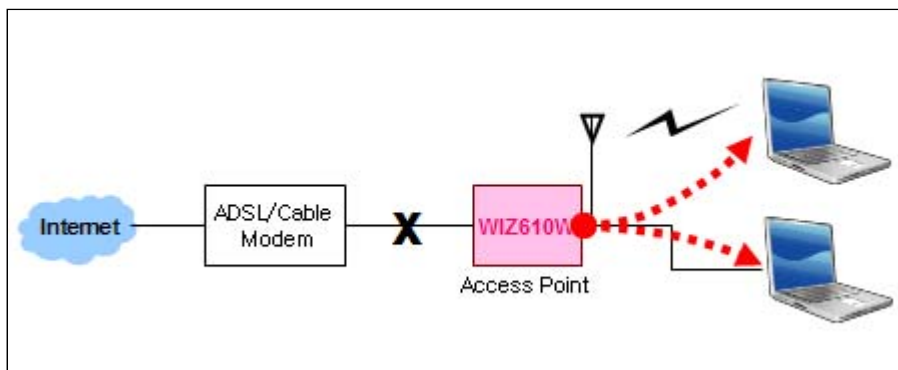 Internet
ADSL/Cable
Modem
X
WIZ610W
Access Point